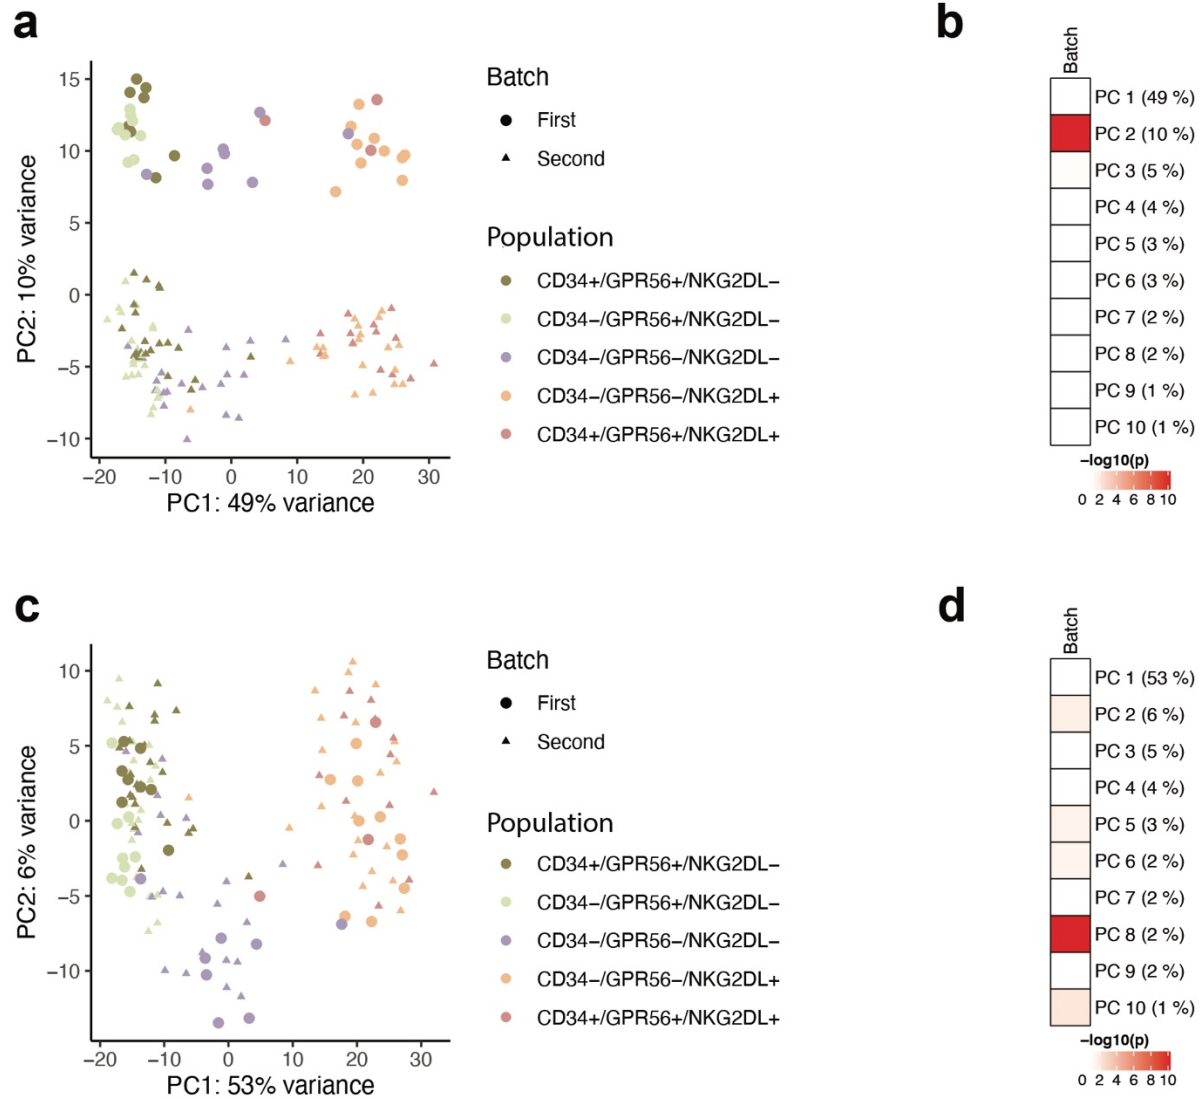 a
15
10
5
0
−5
−10
PC2: 10% variance
−20 −10 0 10 20 30
PC1: 49% variance
Batch
First
Second
Population
CD34+/GPR56+/NKG2DL−
CD34−/GPR56+/NKG2DL−
CD34−/GPR56−/NKG2DL−
CD34−/GPR56−/NKG2DL+
CD34+/GPR56+/NKG2DL+
b
Batch
PC 1 (49 %)
PC 2 (10 %)
PC 3 (5 %)
PC 4 (4 %)
PC 5 (3 %)
PC 6 (3 %)
PC 7 (2 %)
PC 8 (2 %)
PC 9 (1 %)
PC 10 (1 %)
−log10(p)
0 2 4 6 8 10
c
10
5
0
−5
−10
PC2: 6% variance
−20 −10 0 10 20 30
PC1: 53% variance
Batch
First
Second
Population
CD34+/GPR56+/NKG2DL−
CD34−/GPR56+/NKG2DL−
CD34−/GPR56−/NKG2DL−
CD34−/GPR56−/NKG2DL+
CD34+/GPR56+/NKG2DL+
d
Batch
PC 1 (53 %)
PC 2 (6 %)
PC 3 (5 %)
PC 4 (4 %)
PC 5 (3 %)
PC 6 (2 %)
PC 7 (2 %)
PC 8 (2 %)
PC 9 (2 %)
PC 10 (1 %)
−log10(p)
0 2 4 6 8 10